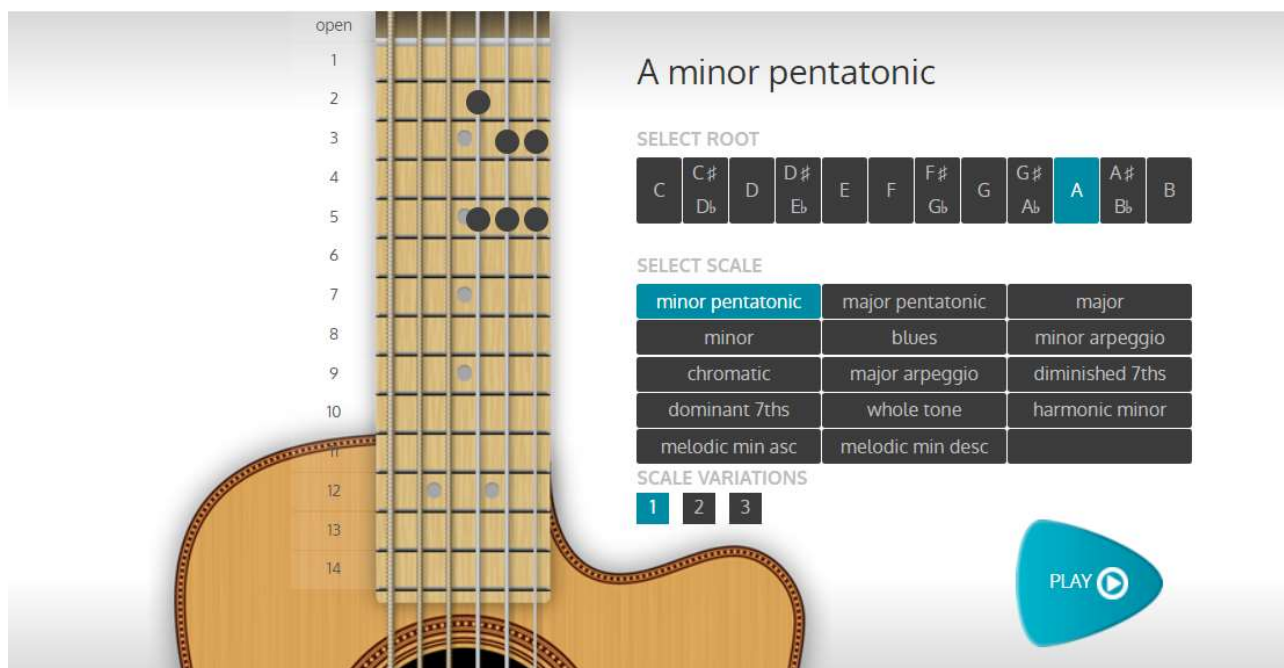 open
1
2
3
4
5
6
7
8
9
10
11
12
13
14
A minor pentatonic
SELECT ROOT
C C♯ D♭ D D♯ E♭ E F F♯ G♭ G G♯ A♭ A A♯ B♭ B
SELECT SCALE
minor pentatonic major pentatonic major
minor blues minor arpeggio
chromatic major arpeggio diminished 7ths
dominant 7ths whole tone harmonic minor
melodic min asc melodic min desc
SCALE VARIATIONS
1 2 3
PLAY